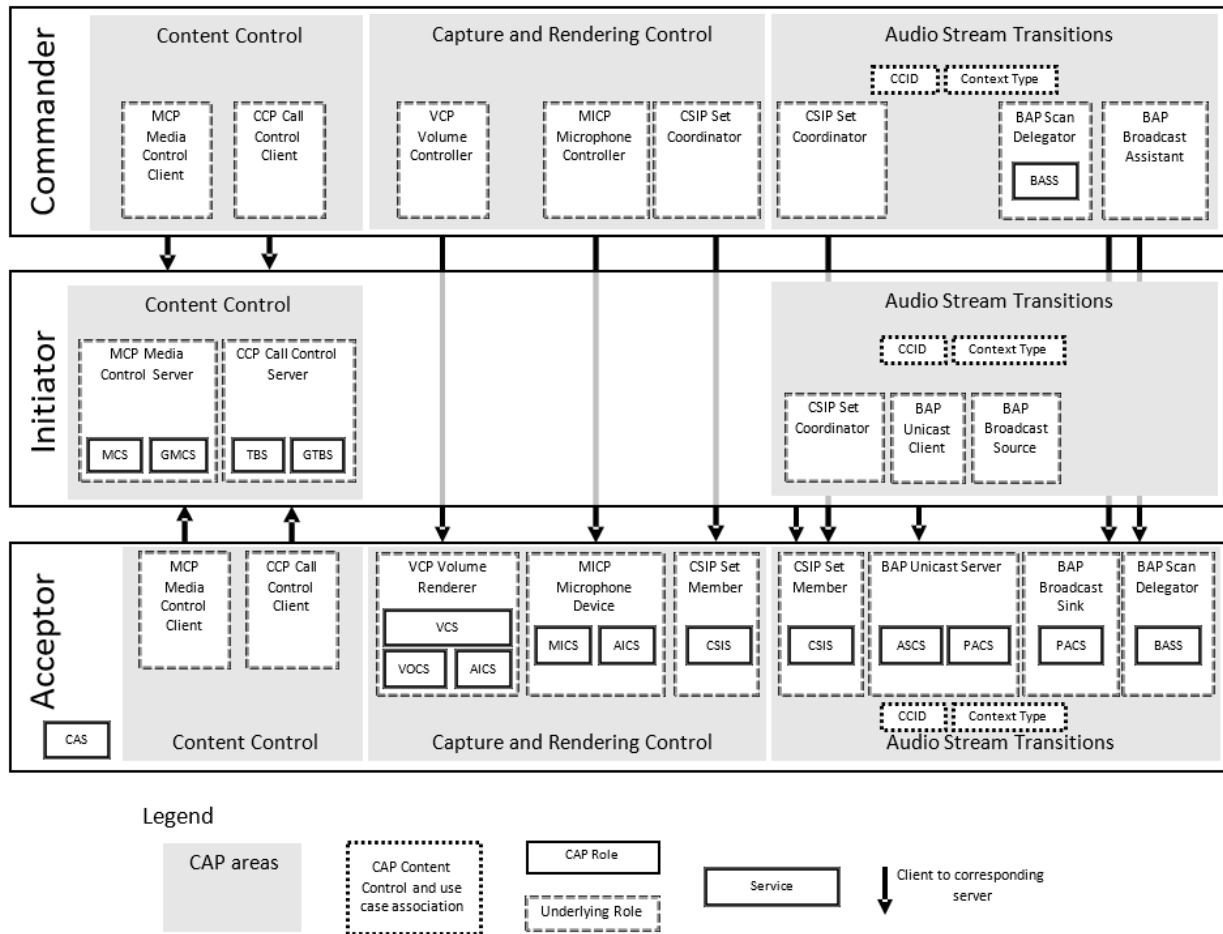 Commander
Content Control
MCP
Media
Control
Client
CCP Call
Control
Client
Capture and Rendering Control
VCP
Volume
Controller
MICP
Microphone
Controller
CSIP Set
Coordinator
Audio Stream Transitions
CCID
Context Type
CSIP Set
Coordinator
BAP Scan
Delegator
BASS
BAP
Broadcast
Assistant
Initiator
Content Control
MCP Media
Control Server
MCS
GMCS
CCP Call Control
Server
TBS
GTBS
Audio Stream Transitions
CCID
Context Type
CSIP Set
Coordinator
BAP
Unicast
Client
BAP
Broadcast
Source
Acceptor
CAS
MCP
Media
Control
Client
CCP Call
Control
Client
Content Control
VCP Volume
Renderer
VCS
VOCS
AICS
MICP
Microphone
Device
MICS
AICS
CSIP Set
Member
CSIS
Capture and Rendering Control
CSIP Set
Member
CSIS
BAP Unicast Server
ASCS
PACS
BAP
Broadcast
Sink
PACS
BAP Scan
Delegator
BASS
CCID
Context Type
Audio Stream Transitions
Legend
CAP areas
CAP Content
Control and use
case association
CAP Role
Underlying Role
Service
Client to corresponding
server